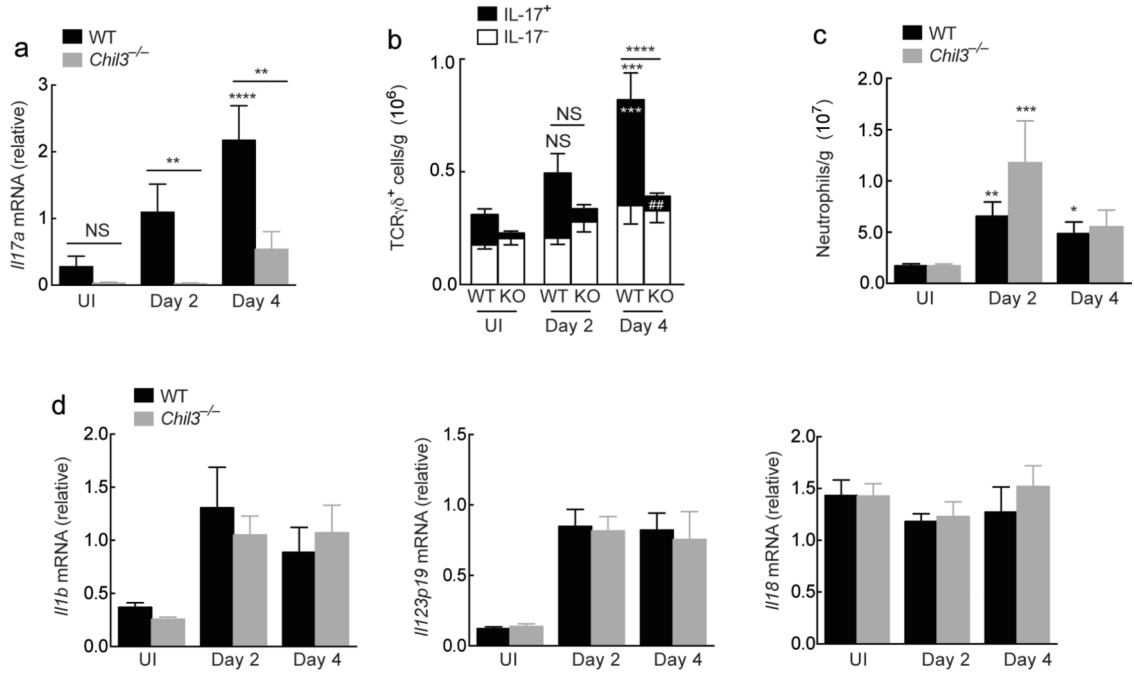 a
WT
Chil3–/–
Il17a mRNA (relative)
3
2
1
0
NS
**
**
****
UI
Day 2
Day 4
b
IL-17+
IL-17–
TCRγδ+ cells/g (10⁶)
1.0
0.5
0.0
NS
NS
****
***
***
##
WT KO
WT KO
WT KO
UI
Day 2
Day 4
c
WT
Chil3–/–
Neutrophils/g (10⁷)
2.0
1.5
1.0
5.0
0
**
***
*
UI
Day 2
Day 4
d
WT
Chil3–/–
Il1b mRNA (relative)
2.0
1.5
1.0
0.5
0.0
UI
Day 2
Day 4
Il123p19 mRNA (relative)
1.5
1.0
0.5
0.0
UI
Day 2
Day 4
Il18 mRNA (relative)
2.0
1.5
1.0
0.5
0.0
UI
Day 2
Day 4